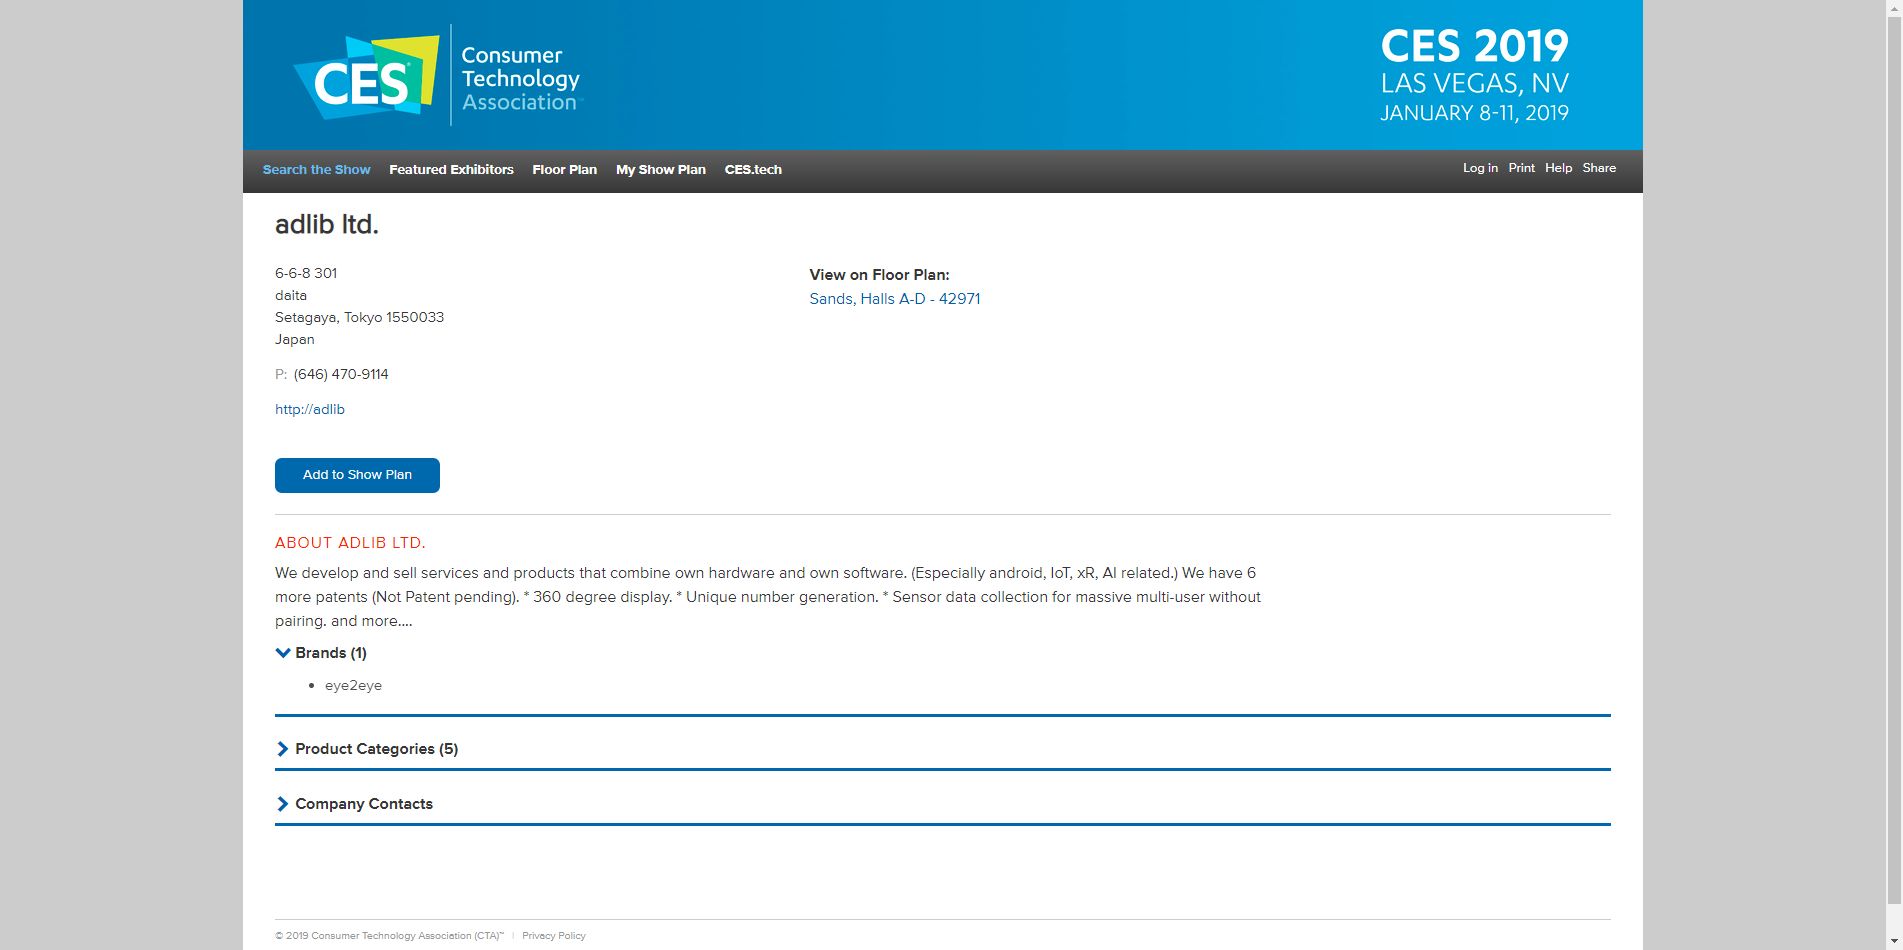 CES
Consumer
Technology
Association
CES 2019
LAS VEGAS, NV
JANUARY 8-11, 2019
Search the Show Featured Exhibitors Floor Plan My Show Plan CES.tech Log in Print Help Share
adlib ltd.
6-6-8 301
daita
Setagaya, Tokyo 1550033
Japan
P: (646) 470-9114
http://adlib
View on Floor Plan:
Sands, Halls A-D - 42971
Add to Show Plan
ABOUT ADLIB LTD.
We develop and sell services and products that combine own hardware and own software. (Especially android, IoT, xR, AI related.) We have 6
more patents (Not Patent pending). * 360 degree display. * Unique number generation. * Sensor data collection for massive multi-user without
pairing. and more....
Brands (1)
• eye2eye
Product Categories (5)
Company Contacts
© 2019 Consumer Technology Association (CTA)™ | Privacy Policy